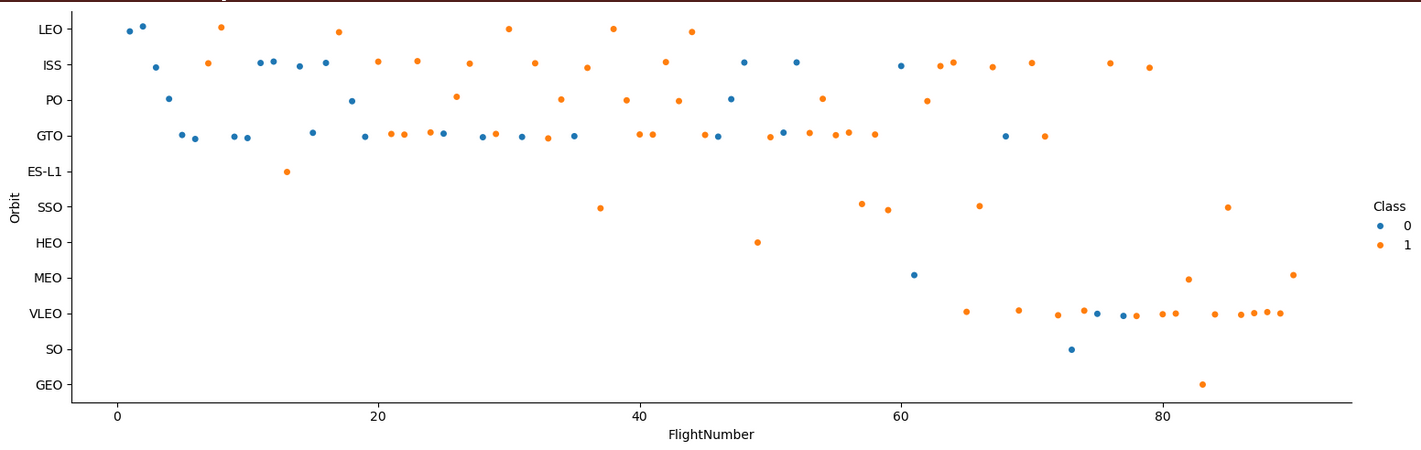 LEO
ISS
PO
GTO
ES-L1
SSO
HEO
MEO
VLEO
SO
GEO
Orbit
0 20 40 60 80
FlightNumber
Class
0
1